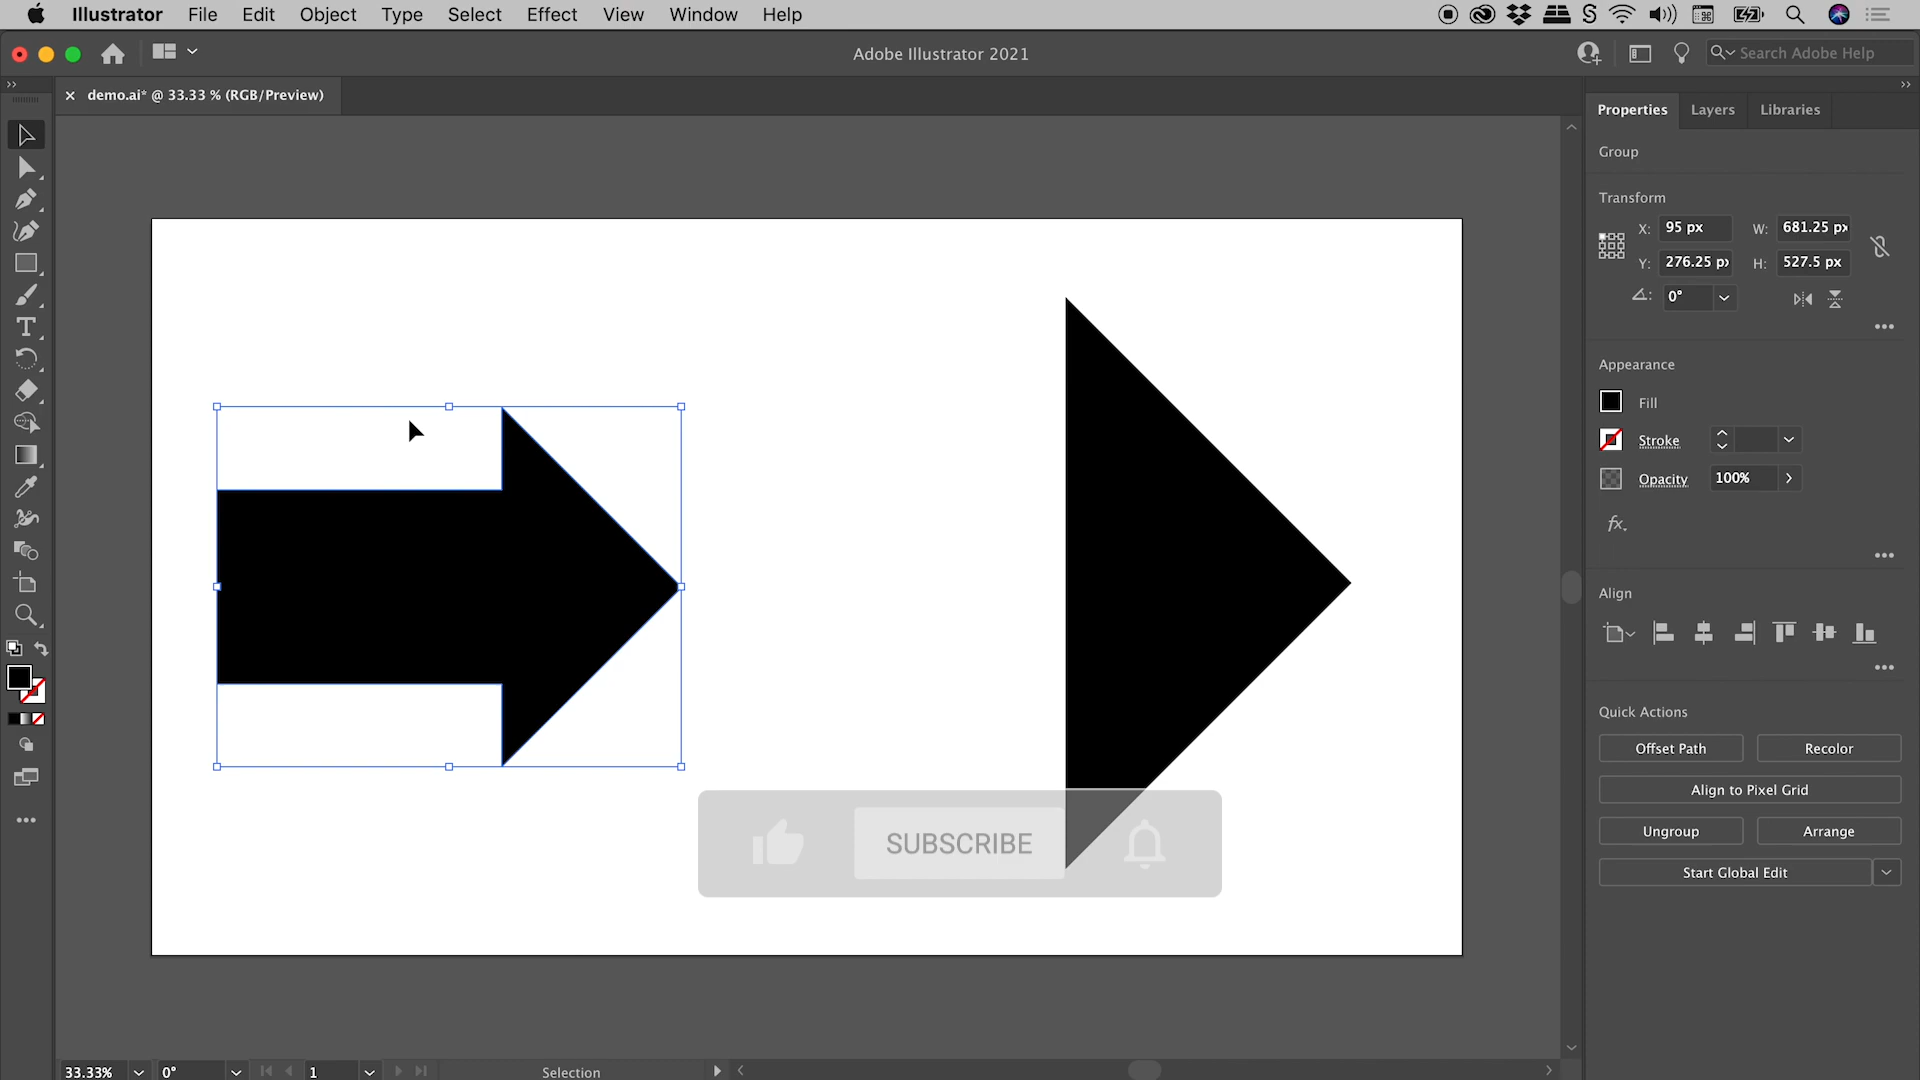 Illustrator File Edit Object Type Select Effect View Window Help
Adobe Illustrator 2021
Search Adobe Help
demo.ai* @ 33.33 % (RGB/Preview)
Properties Layers Libraries
Group
Transform
X: 95 px W: 681.25 px
Y: 276.25 px H: 527.5 px
0°
Appearance
Fill
Stroke
Opacity 100%
fx.
Align
Quick Actions
Offset Path Recolor
Align to Pixel Grid
Ungroup Arrange
Start Global Edit
SUBSCRIBE
33.33% 0° 1 Selection